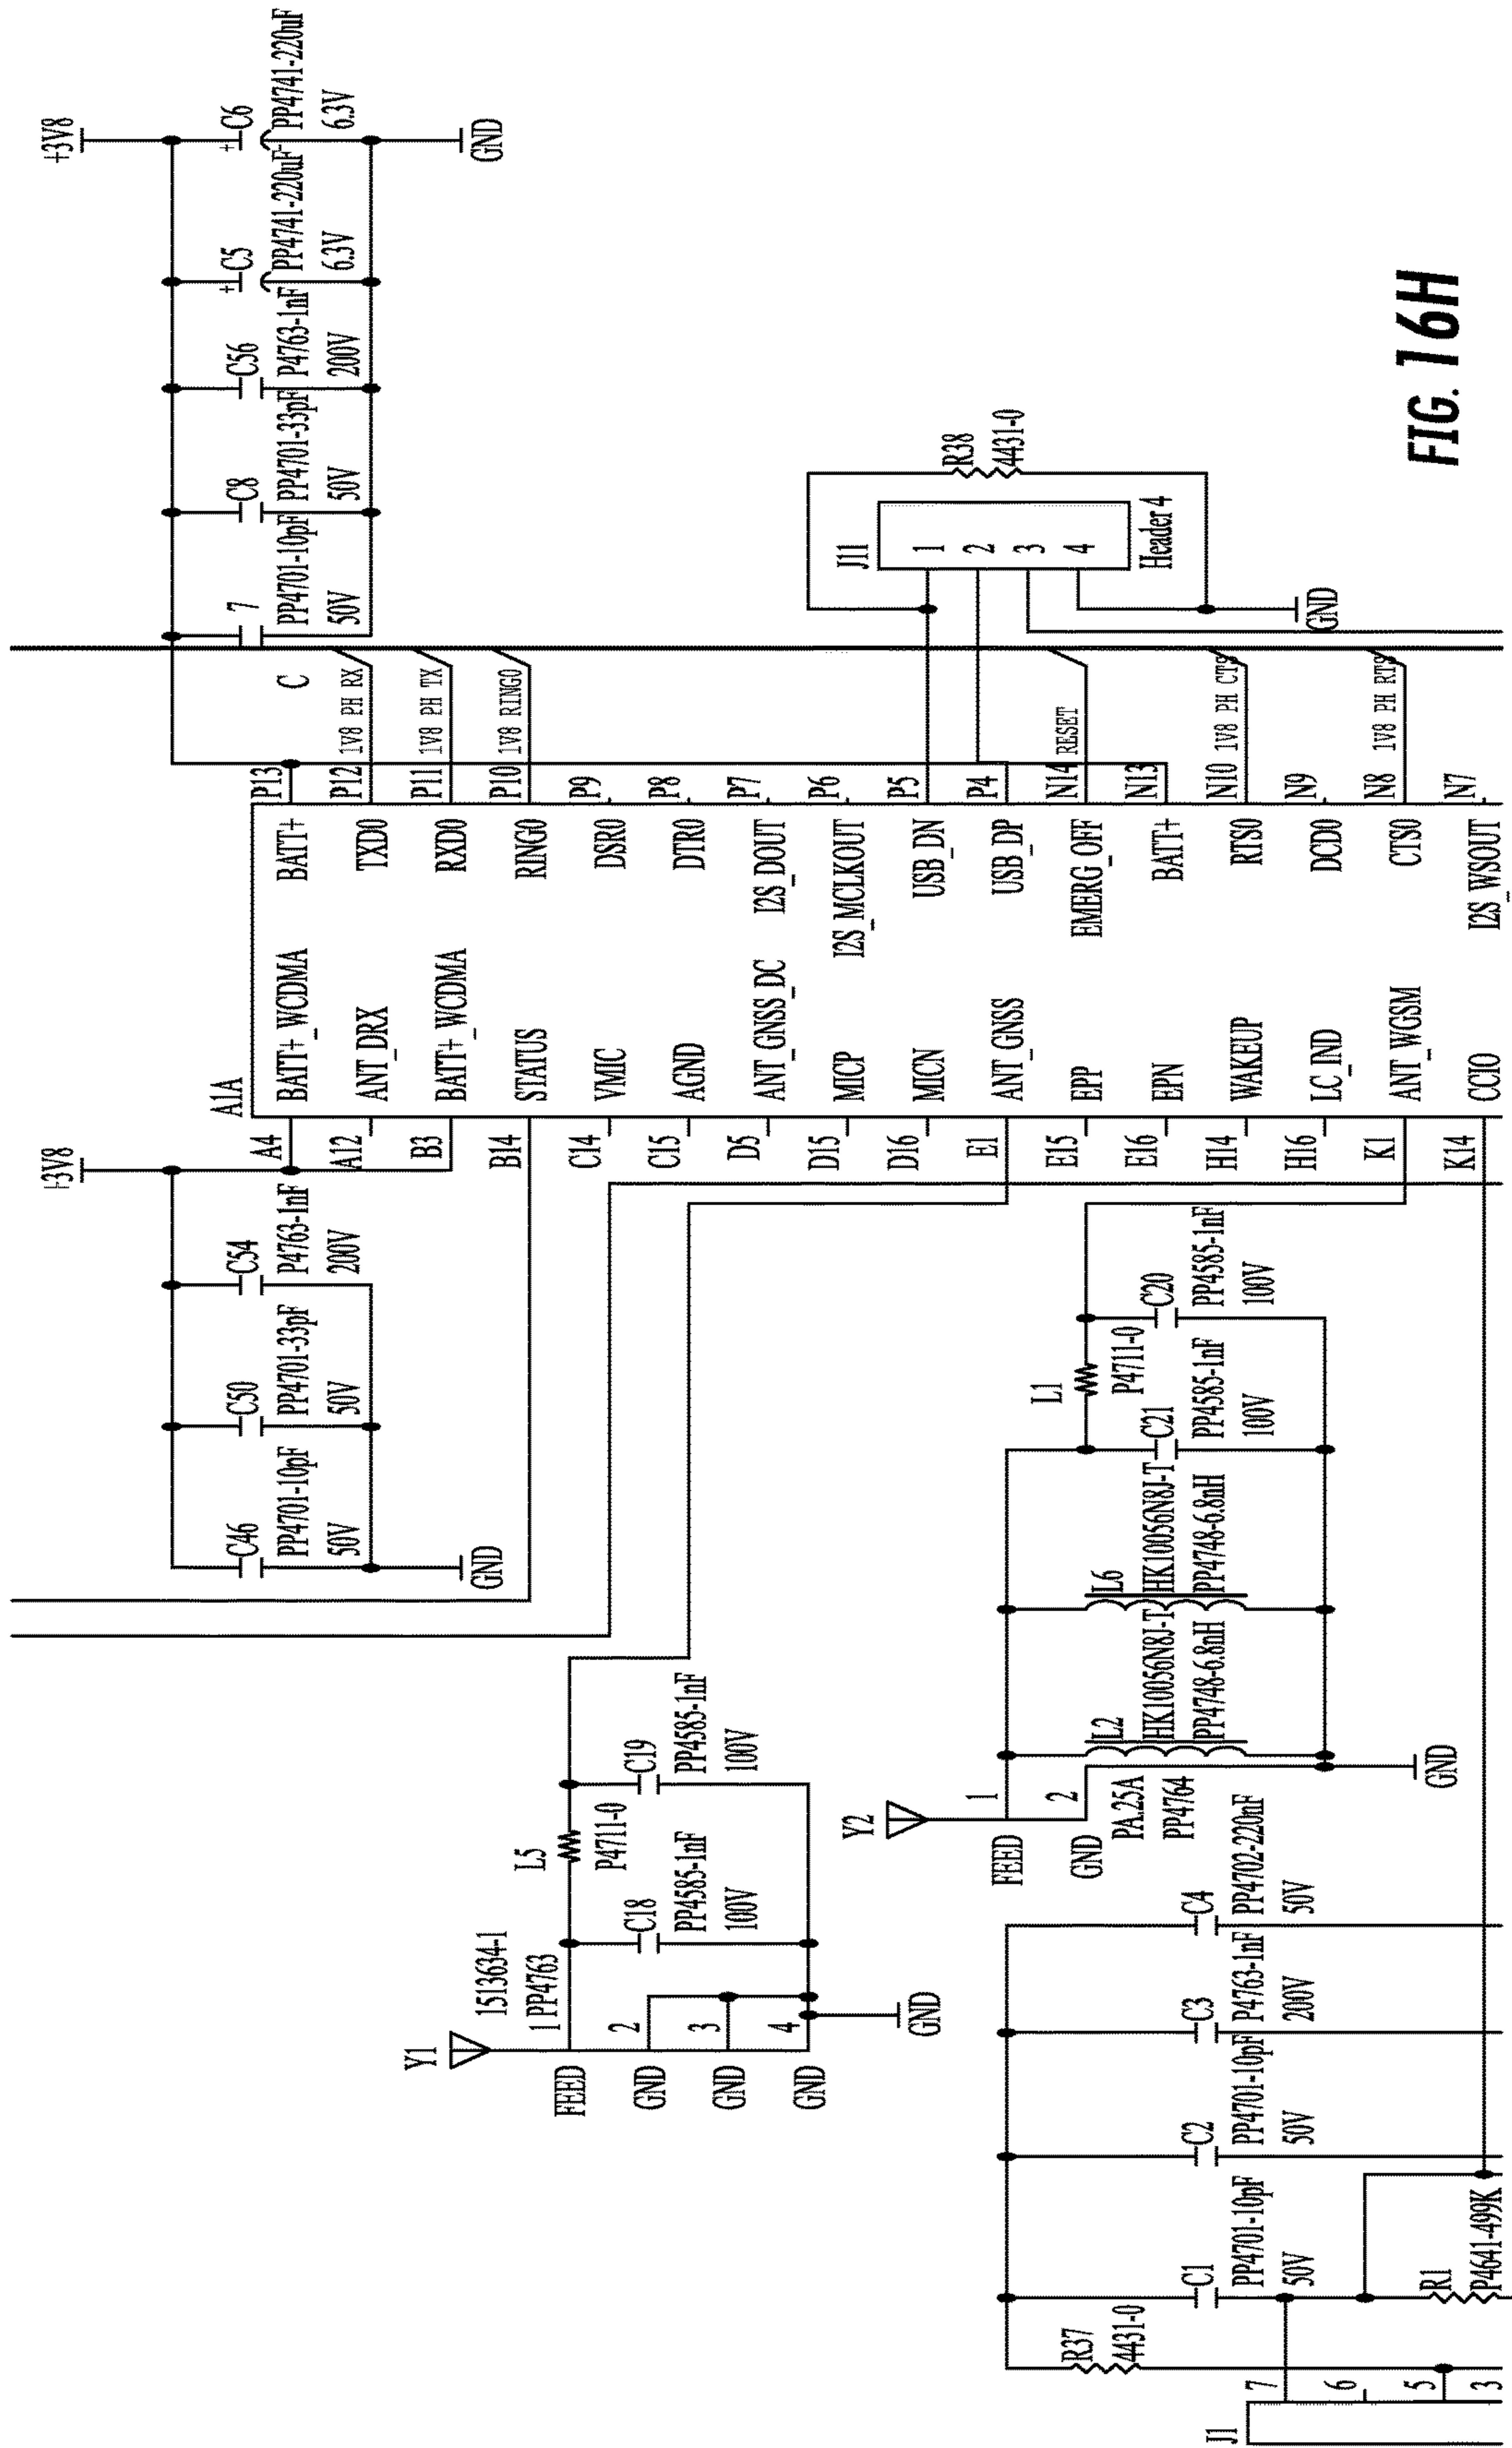 +3V8
C6
PP4741-220uF
6.3V
C5
PP4741-220uF
6.3V
C56
P4763-1nF
200V
C8
PP4701-33pF
50V
7
PP4701-10pF
50V
C
GND
+3V8
C54
P4763-1nF
200V
C50
PP4701-33pF
50V
C46
PP4701-10pF
50V
GND
A1A
A4 BATT+_WCDMA BATT+ P13
A12 ANT_DRX TXD0 P12 1V8 PH RX
B3 BATT+_WCDMA RXD0 P11 1V8 PH TX
B14 STATUS RING0 P10 1V8 RING0
C14 VMIC DSR0 P9
C15 AGND DTR0 P8
D5 ANT_GNSS_DC I2S_DOUT P7
D15 MICP I2S_MCLKOUT P6
D16 MICN USB_DN P5
E1 ANT_GNSS USB_DP P4
E15 EPP EMERG_OFF N14 RESET
E16 EPN BATT+ N13
H14 WAKEUP RTS0 N10 1V8 PH CTS
H16 LC_IND DCD0 N9
K1 ANT_WGSM CTS0 N8 1V8 PH RTS
K14 CCIO I2S_WSOUT N7
J11
1
2
3
4
Header 4
R38
4431-0
GND
Y1
1513634-1
PP4763
FEED 1
GND 2
GND 3
GND 4
GND
L5
P4711-0
C18
PP4585-1nF
100V
C19
PP4585-1nF
100V
Y2
FEED 1
GND 2
PA.25A
PP4764
L2
HK10056N8J-T
PP4748-6.8nH
L6
HK10056N8J-T
PP4748-6.8nH
L1
P4711-0
C21
PP4585-1nF
100V
C20
PP4585-1nF
100V
GND
C4
PP4702-220nF
50V
C3
P4763-1nF
200V
C2
PP4701-10pF
50V
C1
PP4701-10pF
50V
R37
4431-0
R1
P4641-499K
J1
7
6
5
3
FIG. 16H